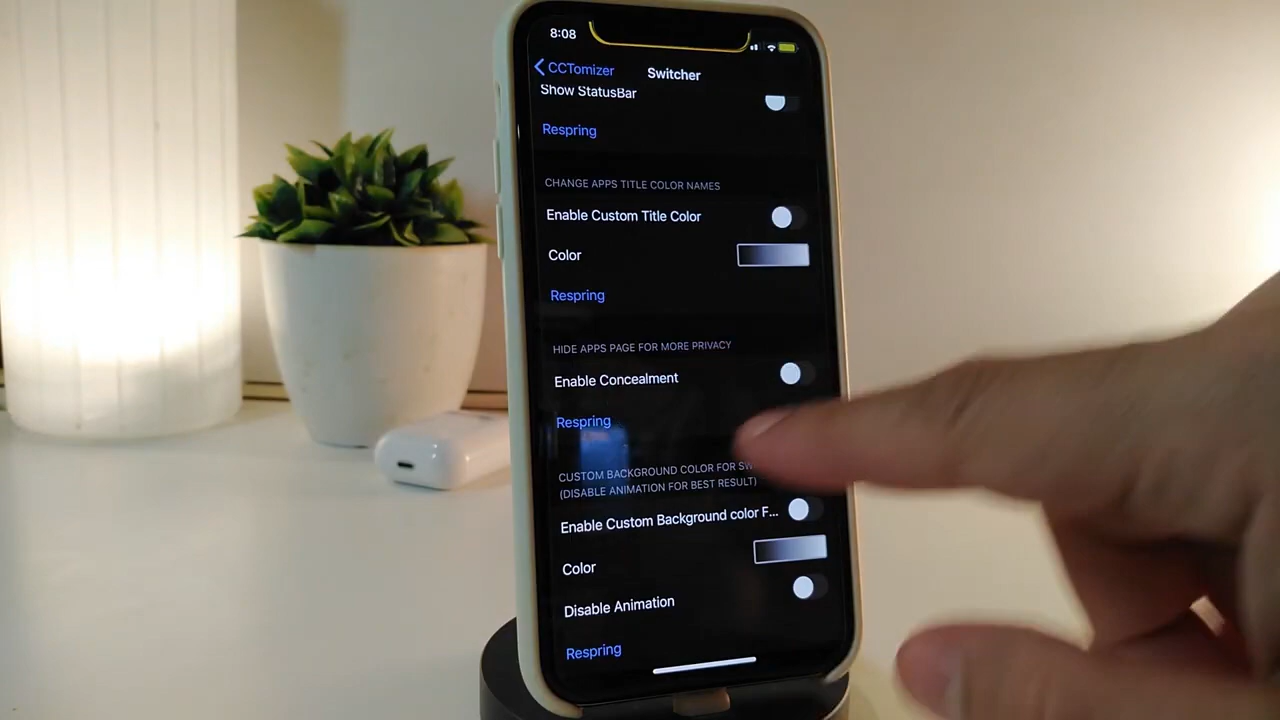 8:08
CCTomizer
Switcher
Show StatusBar
Respring
CHANGE APPS TITLE COLOR NAMES
Enable Custom Title Color
Color
Respring
HIDE APPS PAGE FOR MORE PRIVACY
Enable Concealment
Respring
CUSTOM BACKGROUND COLOR FOR
(DISABLE ANIMATION FOR BEST RESULT)
Enable Custom Background color F...
Color
Disable Animation
Respring